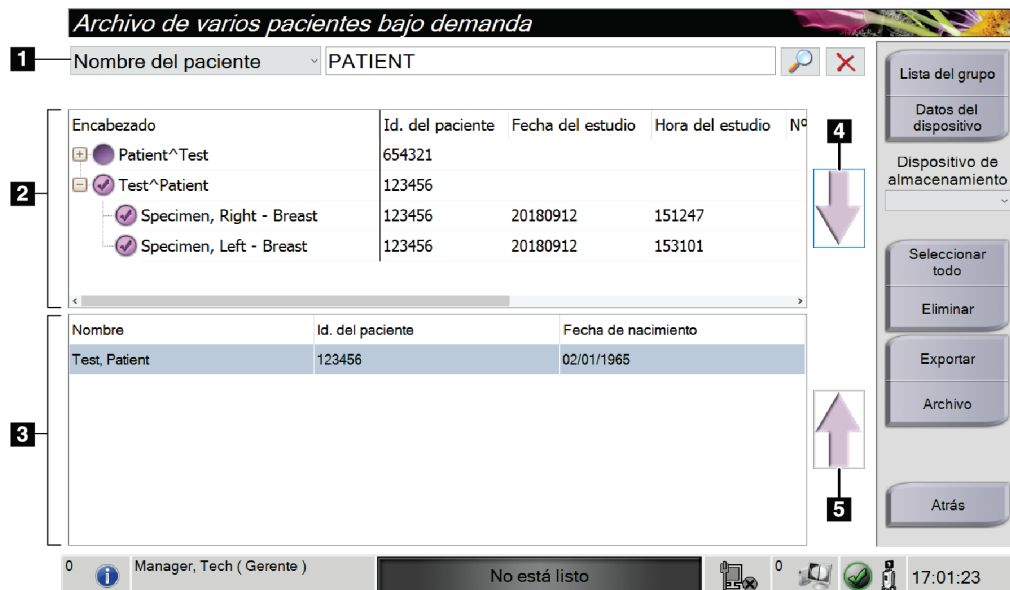 Archivo de varios pacientes bajo demanda
1
Nombre del paciente
PATIENT
Lista del grupo
Datos del dispositivo
Dispositivo de almacenamiento
Seleccionar todo
Eliminar
Exportar
Archivo
Atrás
2
Encabezado Id. del paciente Fecha del estudio Hora del estudio Nº
Patient^Test 654321
Test^Patient 123456
Specimen, Right - Breast 123456 20180912 151247
Specimen, Left - Breast 123456 20180912 153101
4
3
Nombre Id. del paciente Fecha de nacimiento
Test, Patient 123456 02/01/1965
5
0
Manager, Tech ( Gerente )
No está listo
0
17:01:23